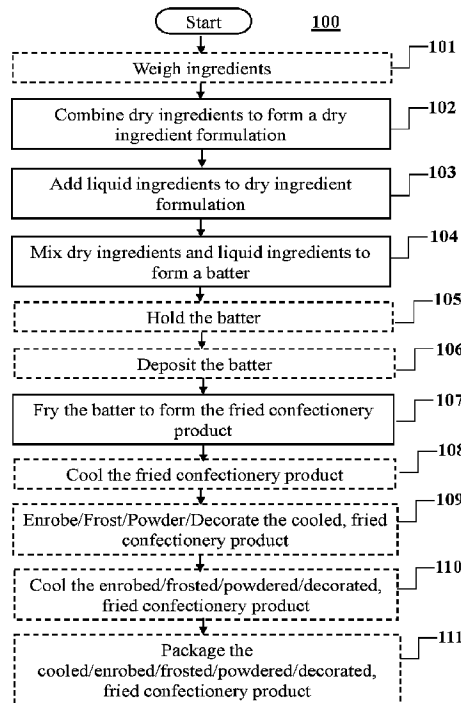 Start
100
Weigh ingredients
101
Combine dry ingredients to form a dry
ingredient formulation
102
Add liquid ingredients to dry ingredient
formulation
103
Mix dry ingredients and liquid ingredients to
form a batter
104
Hold the batter
105
Deposit the batter
106
Fry the batter to form the fried confectionery
product
107
Cool the fried confectionery product
108
Enrobe/Frost/Powder/Decorate the cooled, fried
confectionery product
109
Cool the enrobed/frosted/powdered/decorated,
fried confectionery product
110
Package the
cooled/enrobed/frosted/powdered/decorated,
fried confectionery product
111